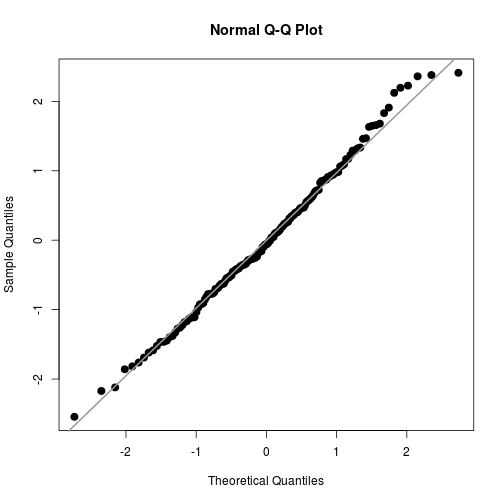 Normal Q-Q Plot
Sample Quantiles
2
1
0
-1
-2
-2 -1 0 1 2
Theoretical Quantiles